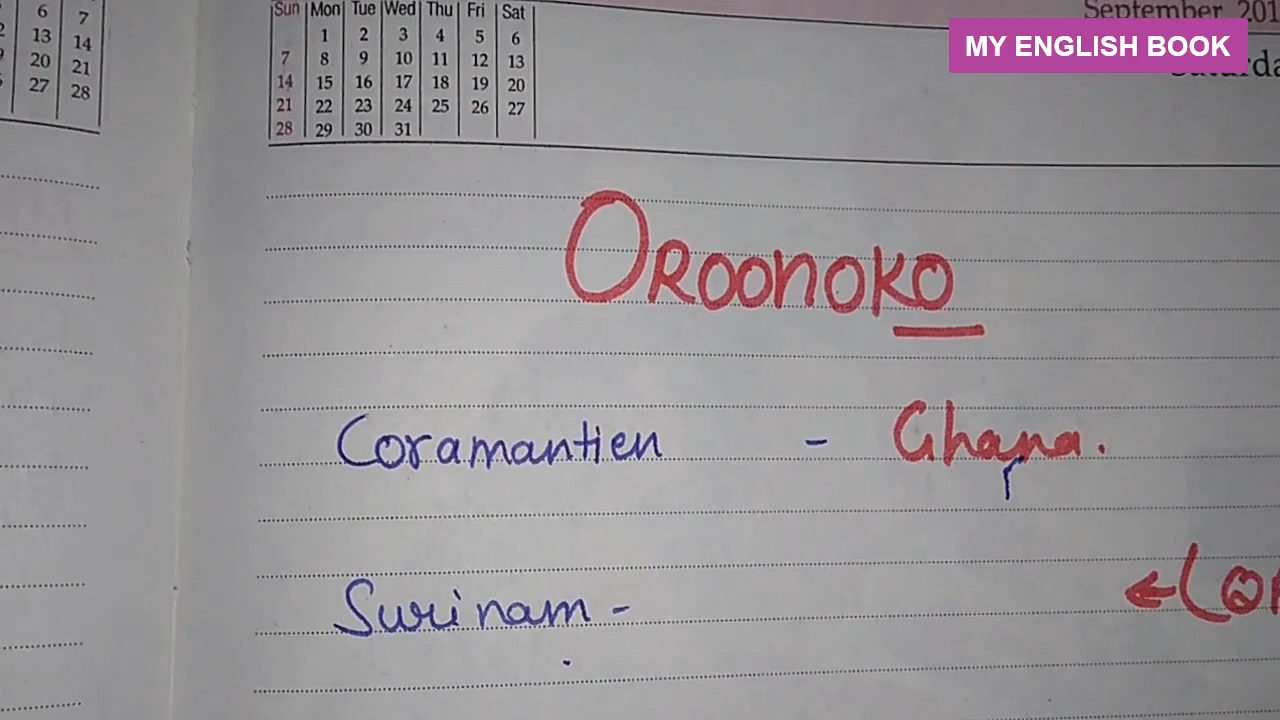 6 7
13 14
20 21
27 28
Sun Mon Tue Wed Thu Fri Sat
1 2 3 4 5 6
7 8 9 10 11 12 13
14 15 16 17 18 19 20
21 22 23 24 25 26 27
28 29 30 31
September, 201
MY ENGLISH BOOK
OROONOKO
Coramantien - Ghana.
Surinam -